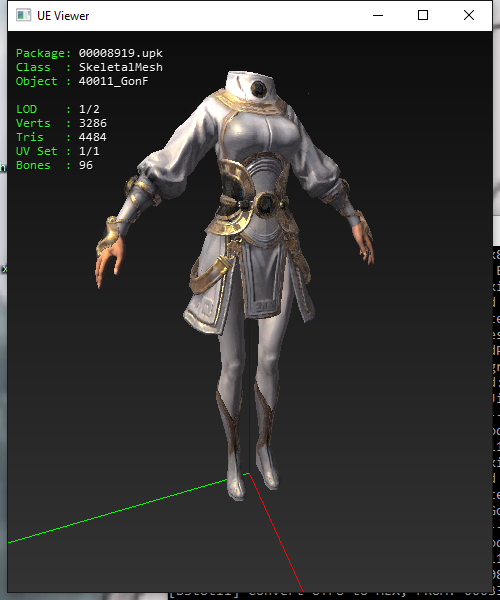 UE Viewer
Package: 00008919.upk
Class : SkeletalMesh
Object : 40011_GonF
LOD : 1/2
Verts : 3286
Tris : 4484
UV Set : 1/1
Bones : 96